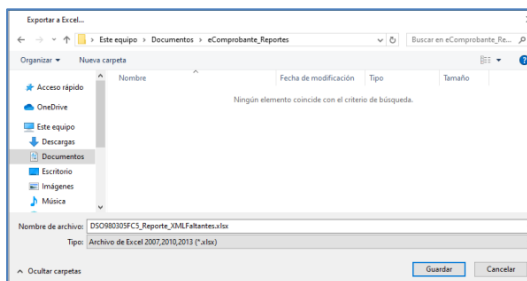 Exportar a Excel...
Este equipo > Documentos > eComprobante_Reportes
Buscar en eComprobante_Re...
Organizar
Nueva carpeta
Nombre
Fecha de modificación
Tipo
Tamaño
Ningún elemento coincide con el criterio de búsqueda.
Acceso rápido
OneDrive
Este equipo
Descargas
Documentos
Escritorio
Imágenes
Música
Nombre de archivo: DSO980305FC5_Reporte_XMLFaltantes.xlsx
Tipo: Archivo de Excel 2007,2010,2013 (*.xlsx)
Ocultar carpetas
Guardar
Cancelar